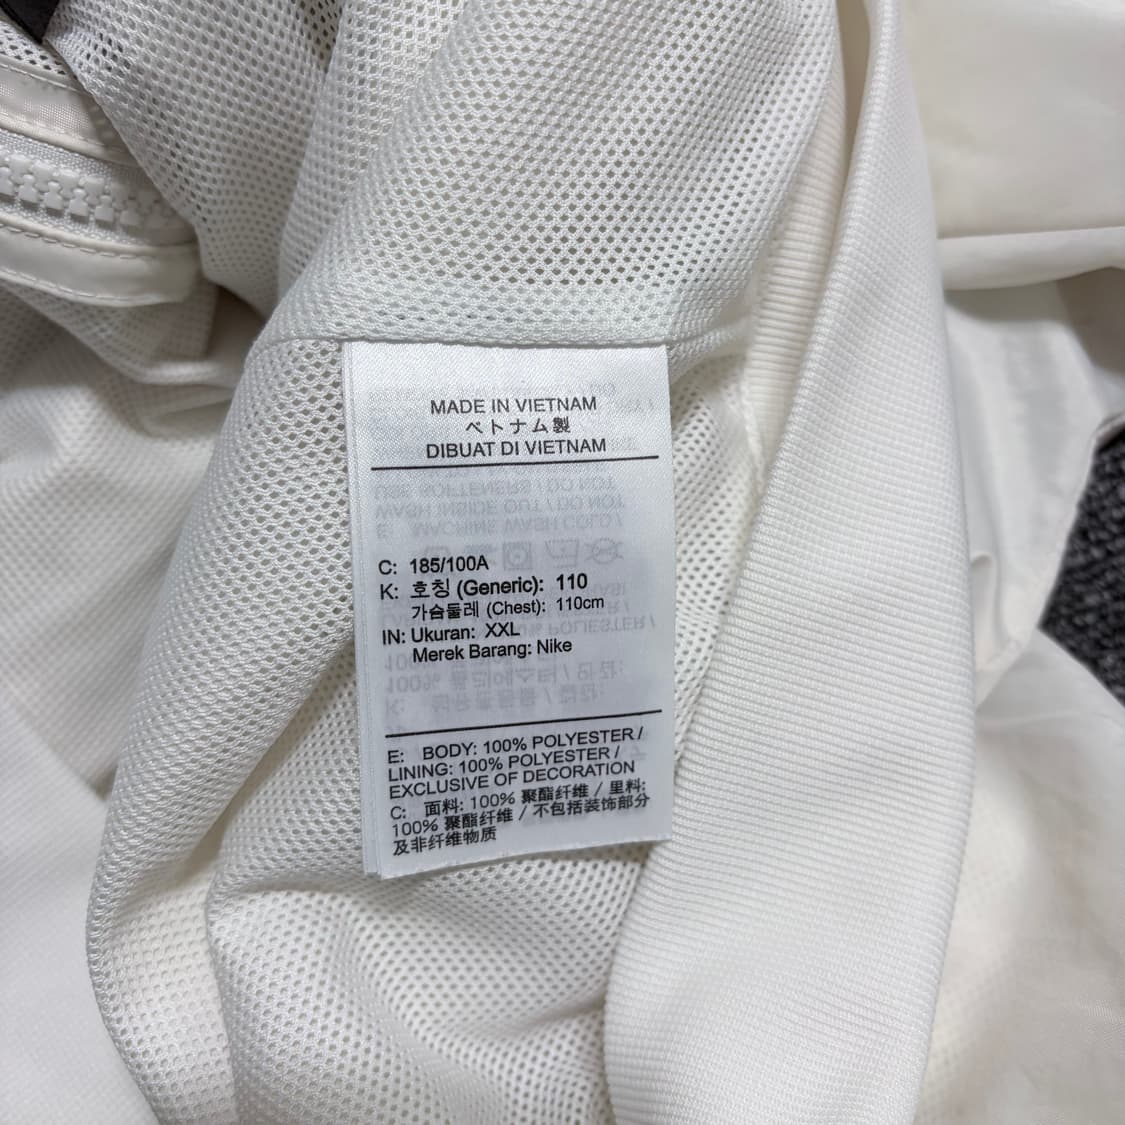 MADE IN VIETNAM
ベトナム製
DIBUAT DI VIETNAM
C: 185/100A
K: 호칭 (Generic): 110
가슴둘레 (Chest): 110cm
IN: Ukuran: XXL
Merek Barang: Nike
E: BODY: 100% POLYESTER /
LINING: 100% POLYESTER /
EXCLUSIVE OF DECORATION
C: 面料: 100% 聚酯纤维 / 里料:
100% 聚酯纤维 / 不包括装饰部分
及非纤维物质